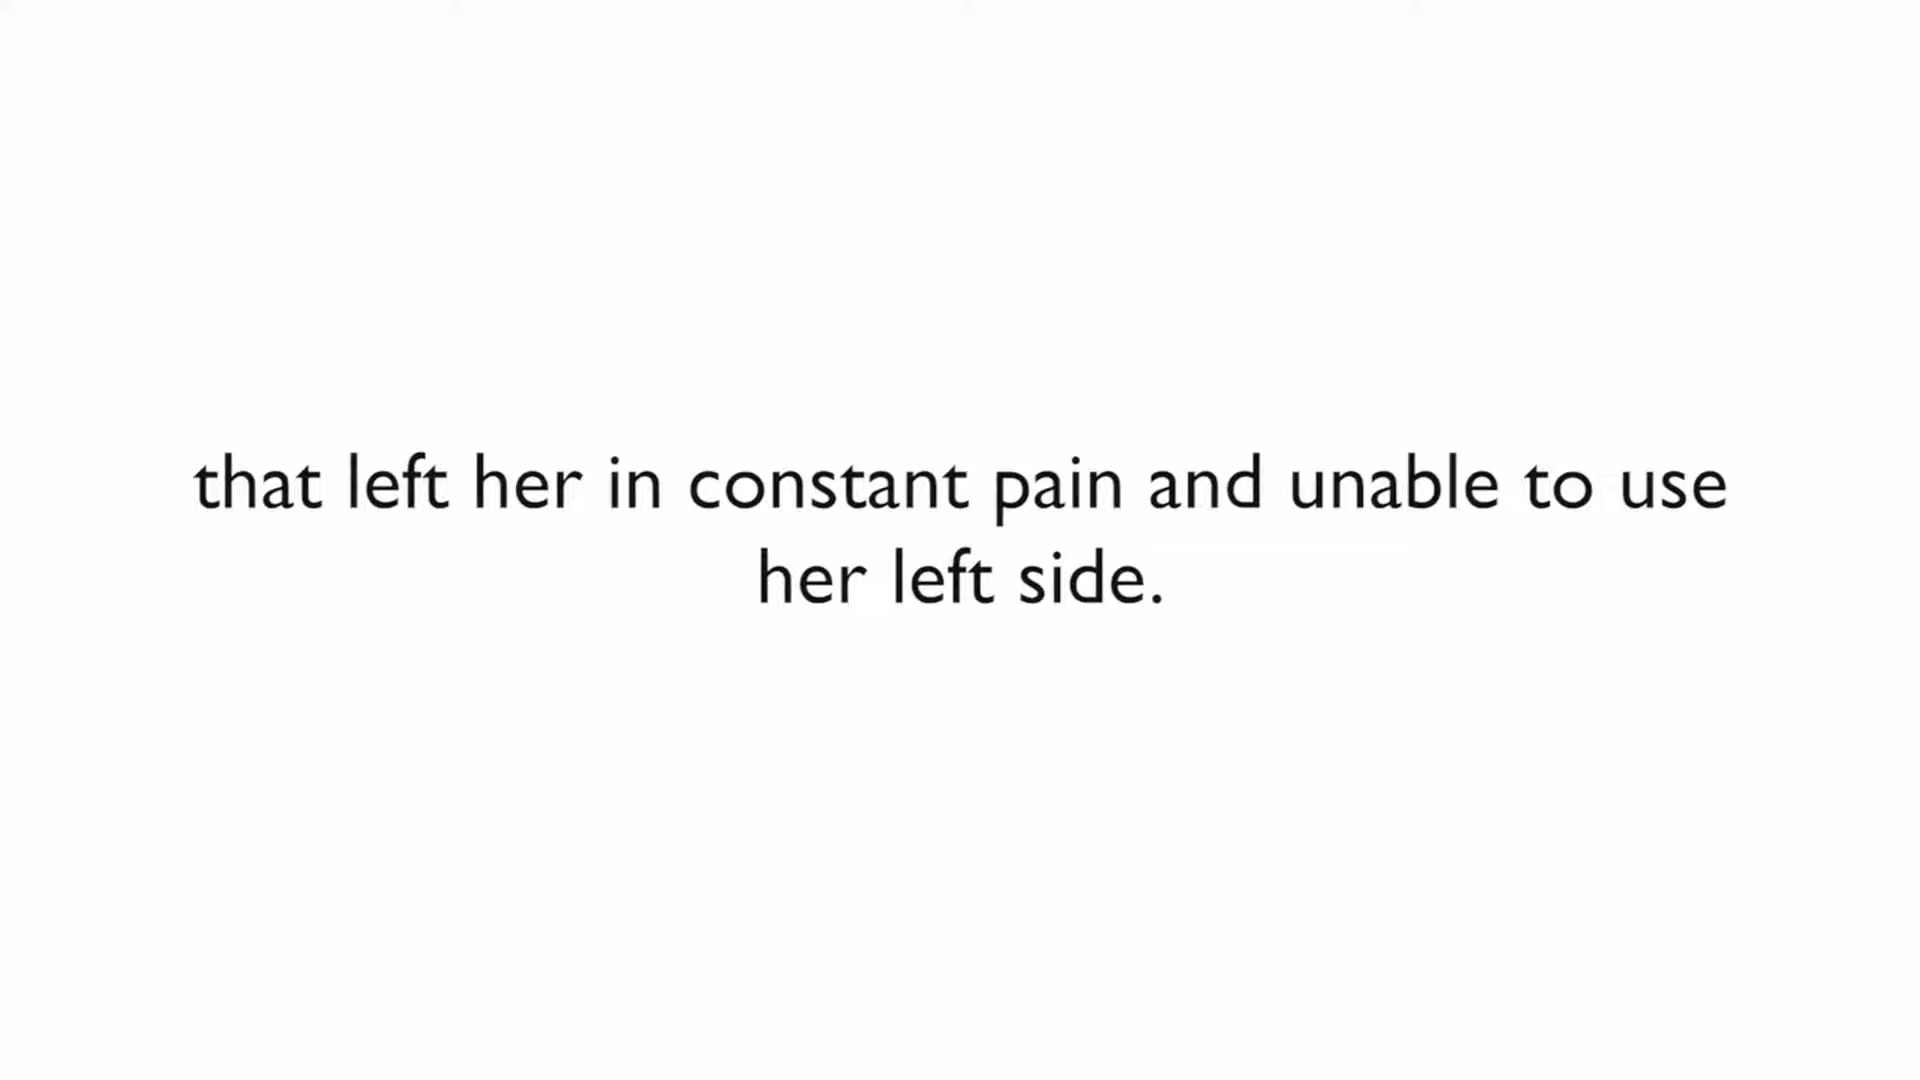 that left her in constant pain and unable to use
her left side.